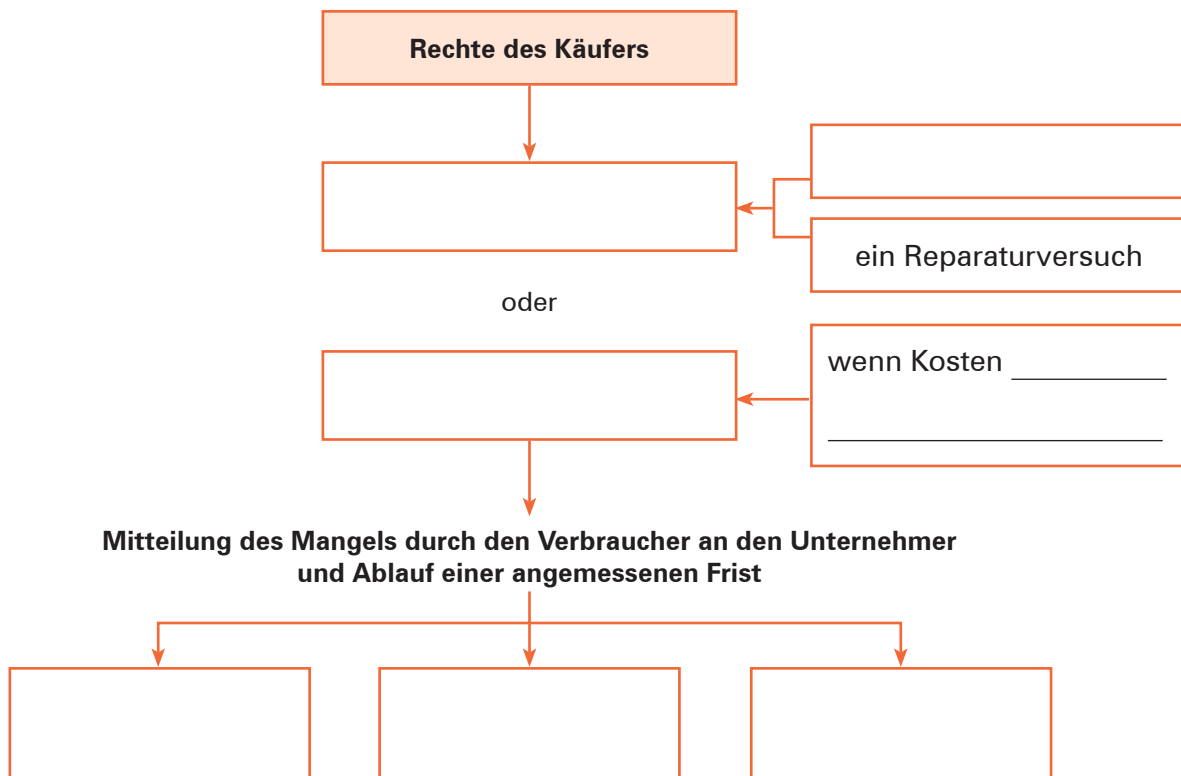 Rechte des Käufers
ein Reparaturversuch
oder
wenn Kosten
Mitteilung des Mangels durch den Verbraucher an den Unternehmer
und Ablauf einer angemessenen Frist